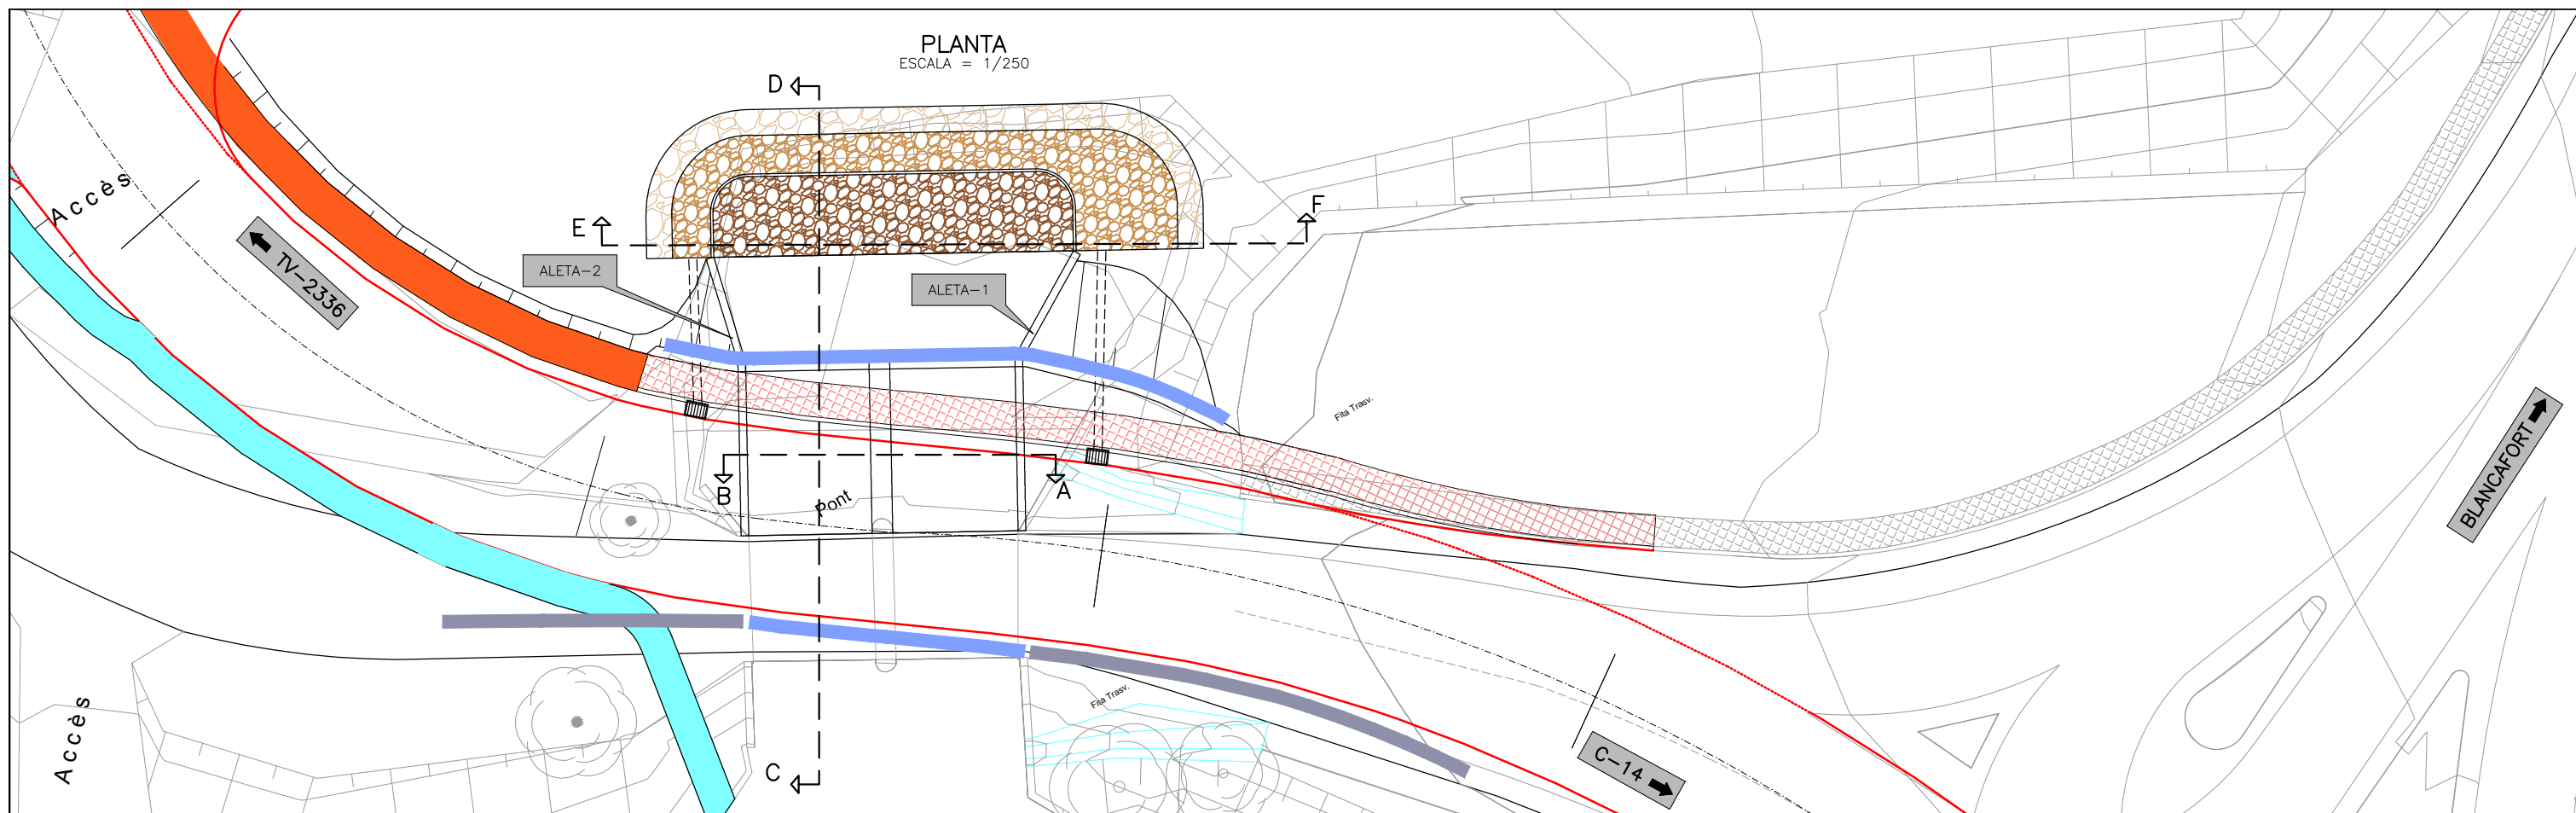 PLANTA
ESCALA = 1/250
D
Accès
F
E
TV-2336
ALETA-2
ALETA-1
Fita Trasv.
BLANCAFORT
B
A
Pont
Fita Trasv.
Accès
C
C-14